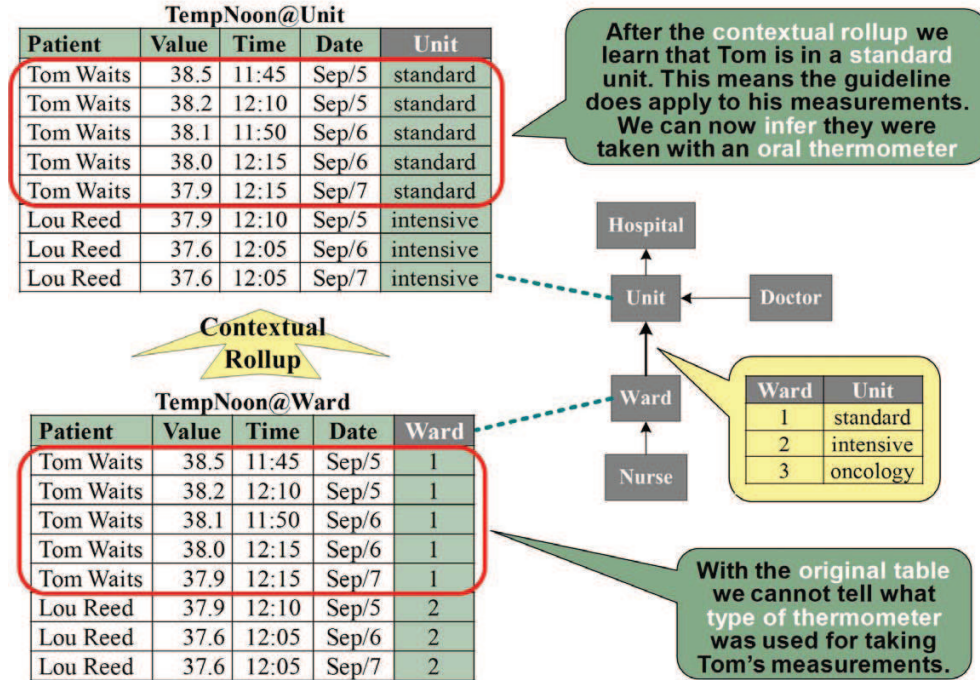 TempNoon@Unit
Patient Value Time Date Unit
Tom Waits 38.5 11:45 Sep/5 standard
Tom Waits 38.2 12:10 Sep/5 standard
Tom Waits 38.1 11:50 Sep/6 standard
Tom Waits 38.0 12:15 Sep/6 standard
Tom Waits 37.9 12:15 Sep/7 standard
Lou Reed 37.9 12:10 Sep/5 intensive
Lou Reed 37.6 12:05 Sep/6 intensive
Lou Reed 37.6 12:05 Sep/7 intensive
After the contextual rollup we
learn that Tom is in a standard
unit. This means the guideline
does apply to his measurements.
We can now infer they were
taken with an oral thermometer
Hospital
Unit
Doctor
Ward
Nurse
Ward Unit
1 standard
2 intensive
3 oncology
Contextual
Rollup
TempNoon@Ward
Patient Value Time Date Ward
Tom Waits 38.5 11:45 Sep/5 1
Tom Waits 38.2 12:10 Sep/5 1
Tom Waits 38.1 11:50 Sep/6 1
Tom Waits 38.0 12:15 Sep/6 1
Tom Waits 37.9 12:15 Sep/7 1
Lou Reed 37.9 12:10 Sep/5 2
Lou Reed 37.6 12:05 Sep/6 2
Lou Reed 37.6 12:05 Sep/7 2
With the original table
we cannot tell what
type of thermometer
was used for taking
Tom's measurements.